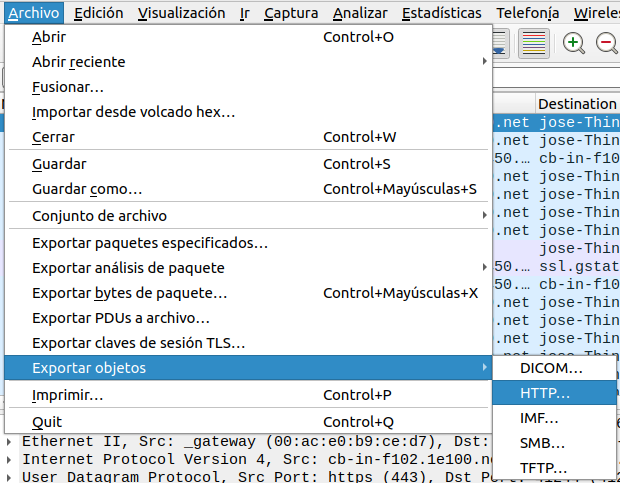 Archivo Edición Visualización Ir Captura Analizar Estadísticas Telefonía Wireles
Abrir Control+O
Abrir reciente
Fusionar…
Importar desde volcado hex…
Cerrar Control+W
Guardar Control+S
Guardar como… Control+Mayúsculas+S
Conjunto de archivo
Exportar paquetes especificados…
Exportar análisis de paquete
Exportar bytes de paquete… Control+Mayúsculas+X
Exportar PDUs a archivo…
Exportar claves de sesión TLS…
Exportar objetos
Imprimir… Control+P
Quit Control+Q
DICOM…
HTTP…
IMF…
SMB…
TFTP…
Destination
.net jose-Thin
.net jose-Thin
50.… cb-in-f10
.net jose-Thin
.net jose-Thin
.net jose-Thin
.net jose-Thin
jose-Thin
50.… ssl.gstat
50.… cb-in-f10
.net jose-Thin
.net jose-Thin
.net jose-Thin
Ethernet II, Src: _gateway (00:ac:e0:b9:ce:d7), Dst:
Internet Protocol Version 4, Src: cb-in-f102.1e100.ne
User Datagram Protocol, Src Port: https (443), Dst Port